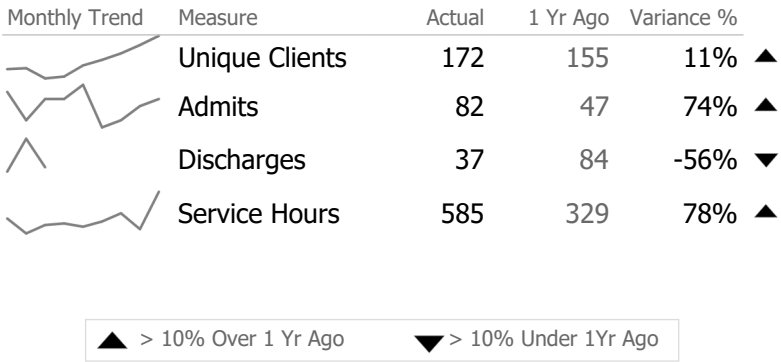 Monthly Trend Measure Actual 1 Yr Ago Variance %
Unique Clients 172 155 11% ▲
Admits 82 47 74% ▲
Discharges 37 84 -56% ▼
Service Hours 585 329 78% ▲
▲ > 10% Over 1 Yr Ago ▼ > 10% Under 1Yr Ago